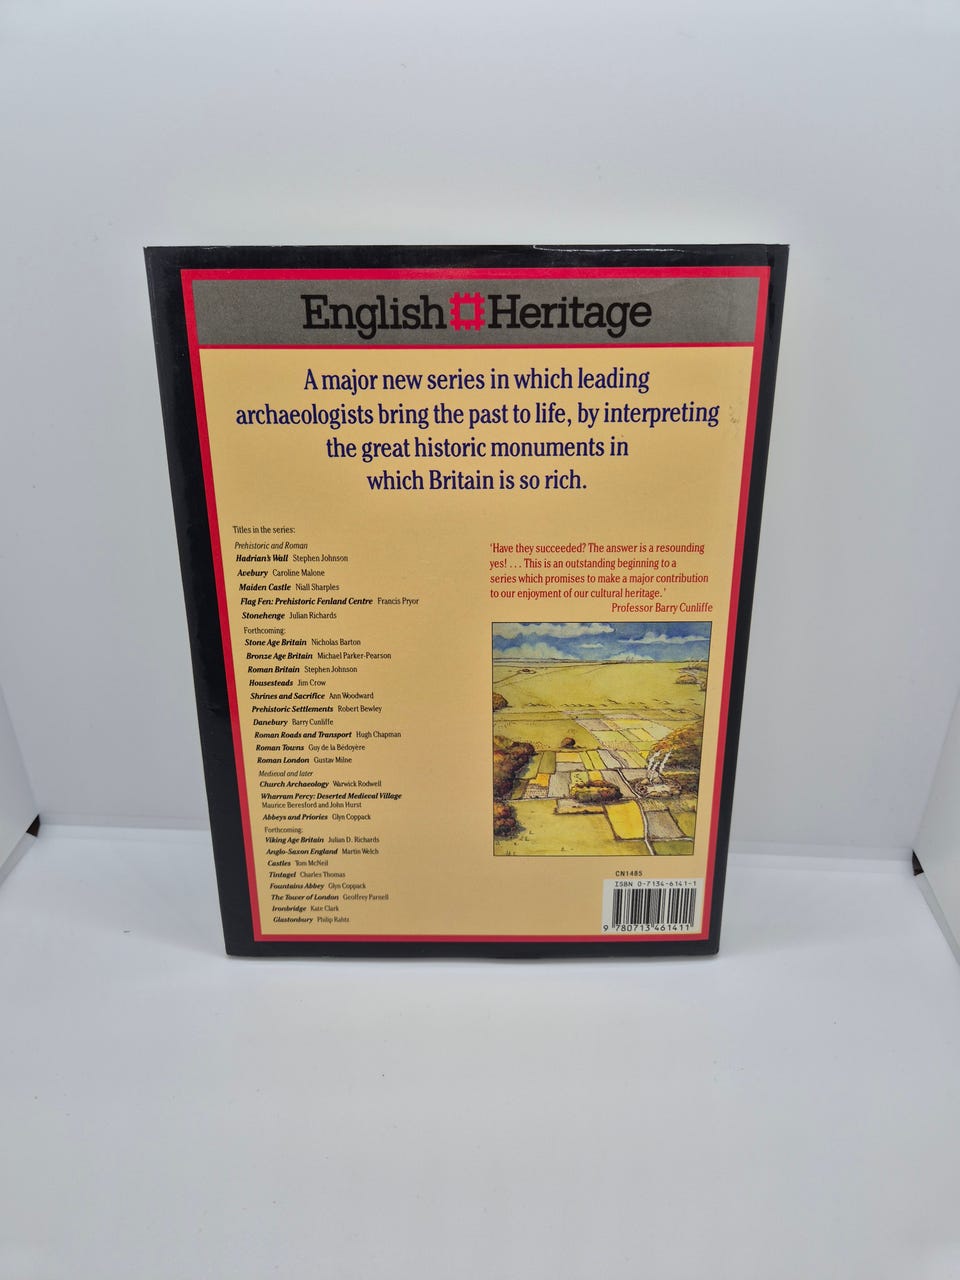 English Heritage
A major new series in which leading
archaeologists bring the past to life, by interpreting
the great historic monuments in
which Britain is so rich.
Titles in the series:
Prehistoric and Roman
Hadrian's Wall Stephen Johnson
Avebury Caroline Malone
Maiden Castle Niall Sharples
Flag Fen: Prehistoric Fenland Centre Francis Pryor
Stonehenge Julian Richards
Forthcoming:
Stone Age Britain Nicholas Barton
Bronze Age Britain Michael Parker-Pearson
Roman Britain Stephen Johnson
Housesteads Jim Crow
Shrines and Sacrifice Ann Woodward
Prehistoric Settlements Robert Bewley
Danebury Barry Cunliffe
Roman Roads and Transport Hugh Chapman
Roman Towns Guy de la Bédoyère
Roman London Gustav Milne
Medieval and later
Church Archaeology Warwick Rodwell
Wharram Percy: Deserted Medieval Village
Maurice Beresford and John Hurst
Abbeys and Priories Glyn Coppack
Forthcoming:
Viking Age Britain Julian D. Richards
Anglo-Saxon England Martin Welch
Castles Tom McNeil
Tintagel Charles Thomas
Fountains Abbey Glyn Coppack
The Tower of London Geoffrey Parnell
Ironbridge Kate Clark
Glastonbury Philip Rahtz
'Have they succeeded? The answer is a resounding
yes! . . . This is an outstanding beginning to a
series which promises to make a major contribution
to our enjoyment of our cultural heritage.'
Professor Barry Cunliffe
CN1485
ISBN 0-7134-6141-1
9 780713 461411